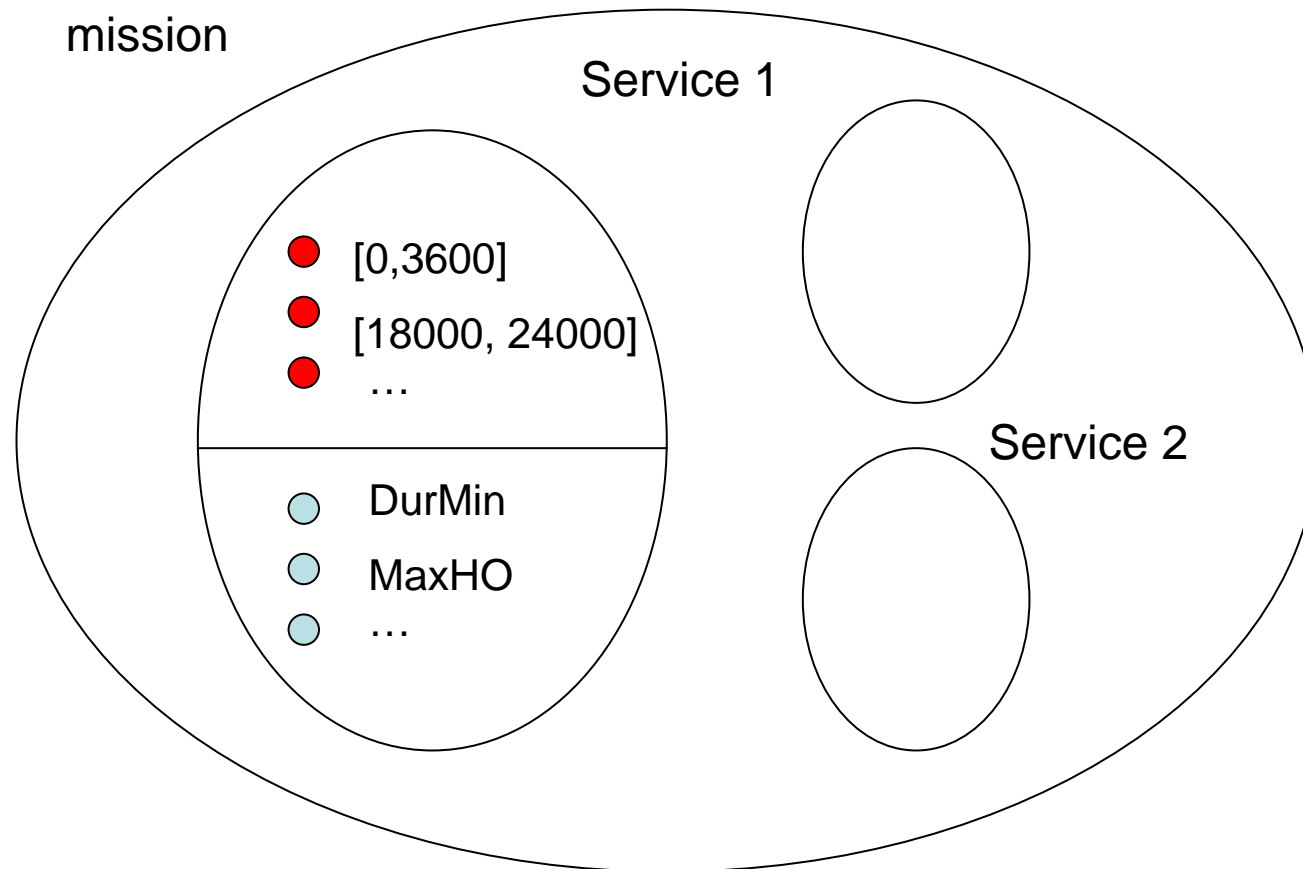 mission
Service 1
[0,3600]
[18000, 24000]
…
Service 2
DurMin
MaxHO
…